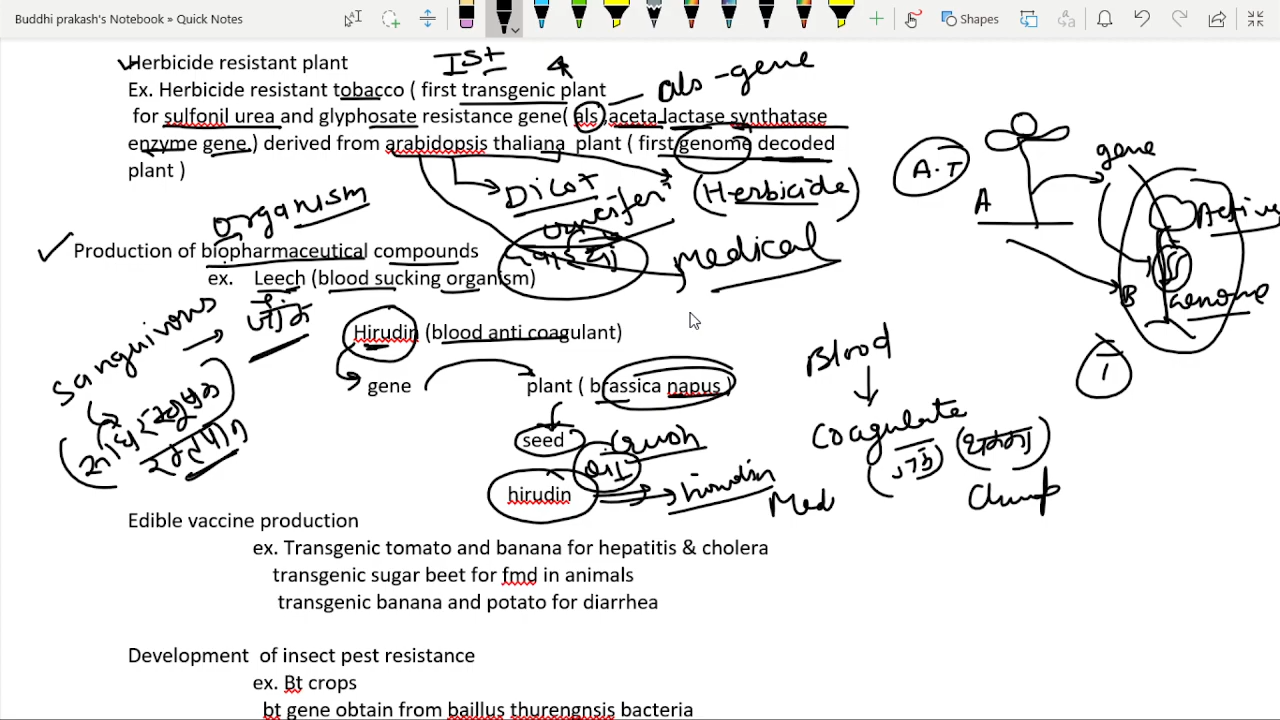 Buddhi prakash's Notebook » Quick Notes
Shapes
Herbicide resistant plant
Ist
Ex. Herbicide resistant tobacco ( first transgenic plant
als -gene
for sulfonil urea and glyphosate resistance gene( als ,aceta lactase synthatase
enzyme gene ) derived from arabidopsis thaliana plant ( first genome decoded
plant )
A.T
gene
A
Dicot
(Herbicide)
organism
crucifer
Active
Production of biopharmaceutical compounds
Medical
ex. Leech (blood sucking organism)
B
Genome
Sanguivorous
Hirudin (blood anti coagulant)
Blood
T
gene
plant ( brassica napus )
Coagulate
seed
Crush
Oil
hirudin
hirudin
Med
Clump
Edible vaccine production
ex. Transgenic tomato and banana for hepatitis & cholera
transgenic sugar beet for fmd in animals
transgenic banana and potato for diarrhea
Development of insect pest resistance
ex. Bt crops
bt gene obtain from baillus thurengnsis bacteria